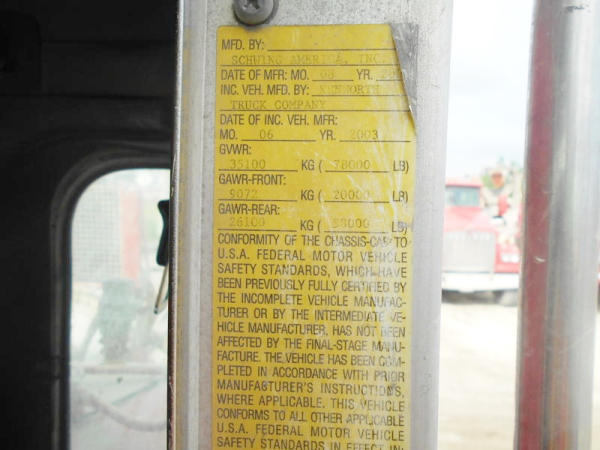 MFD. BY:
SCHWING AMERICA, INC.
DATE OF MFR: MO. 08 YR.
INC. VEH. MFD. BY: KENWORTH
TRUCK COMPANY
DATE OF INC. VEH. MFR:
MO. 06 YR. 2003
GVWR:
35100 KG ( 78000 LB)
GAWR-FRONT:
9072 KG ( 20000 LB)
GAWR-REAR:
26100 KG ( 58000 LB)
CONFORMITY OF THE CHASSIS-CAB TO
U.S.A. FEDERAL MOTOR VEHICLE
SAFETY STANDARDS, WHICH HAVE
BEEN PREVIOUSLY FULLY CERTIFIED BY
THE INCOMPLETE VEHICLE MANUFAC-
TURER OR BY THE INTERMEDIATE VE-
HICLE MANUFACTURER, HAS NOT BEEN
AFFECTED BY THE FINAL-STAGE MANU-
FACTURE. THE VEHICLE HAS BEEN COM-
PLETED IN ACCORDANCE WITH PRIOR
MANUFACTURER'S INSTRUCTIONS,
WHERE APPLICABLE. THIS VEHICLE
CONFORMS TO ALL OTHER APPLICABLE
U.S.A. FEDERAL MOTOR VEHICLE
SAFETY STANDARDS IN EFFECT IN